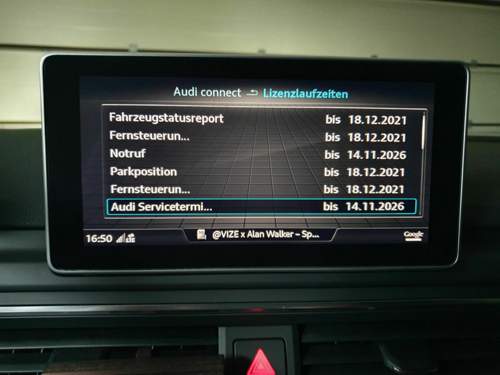 Audi connect Lizenzlaufzeiten
Fahrzeugstatusreport bis 18.12.2021
Fernsteuerun... bis 18.12.2021
Notruf bis 14.11.2026
Parkposition bis 18.12.2021
Fernsteuerun... bis 18.12.2021
Audi Servicetermi... bis 14.11.2026
16:50 LTE @VIZE x Alan Walker – Sp... Google